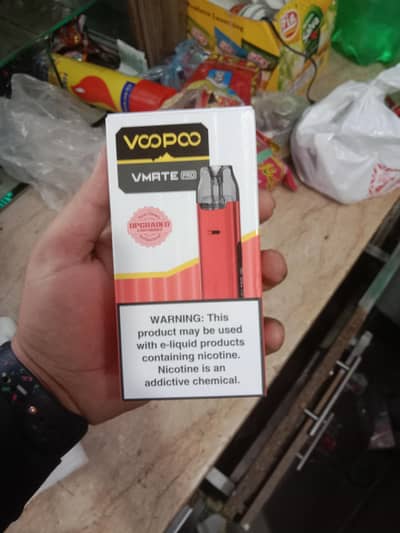 VOOPOO
VMATE PRO
UPGRADED
WARNING: This
product may be used
with e-liquid products
containing nicotine.
Nicotine is an
addictive chemical.